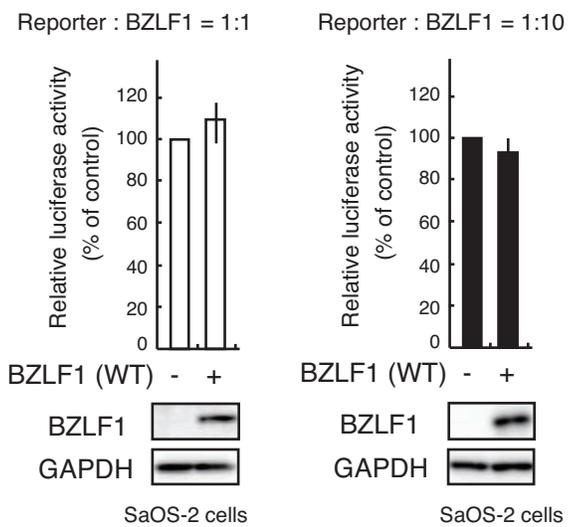 Reporter : BZLF1 = 1:1
Relative luciferase activity
(% of control)
120
100
80
60
40
20
0
BZLF1 (WT) - +
BZLF1
GAPDH
SaOS-2 cells
Reporter : BZLF1 = 1:10
Relative luciferase activity
(% of control)
120
100
80
60
40
20
0
BZLF1 (WT) - +
BZLF1
GAPDH
SaOS-2 cells